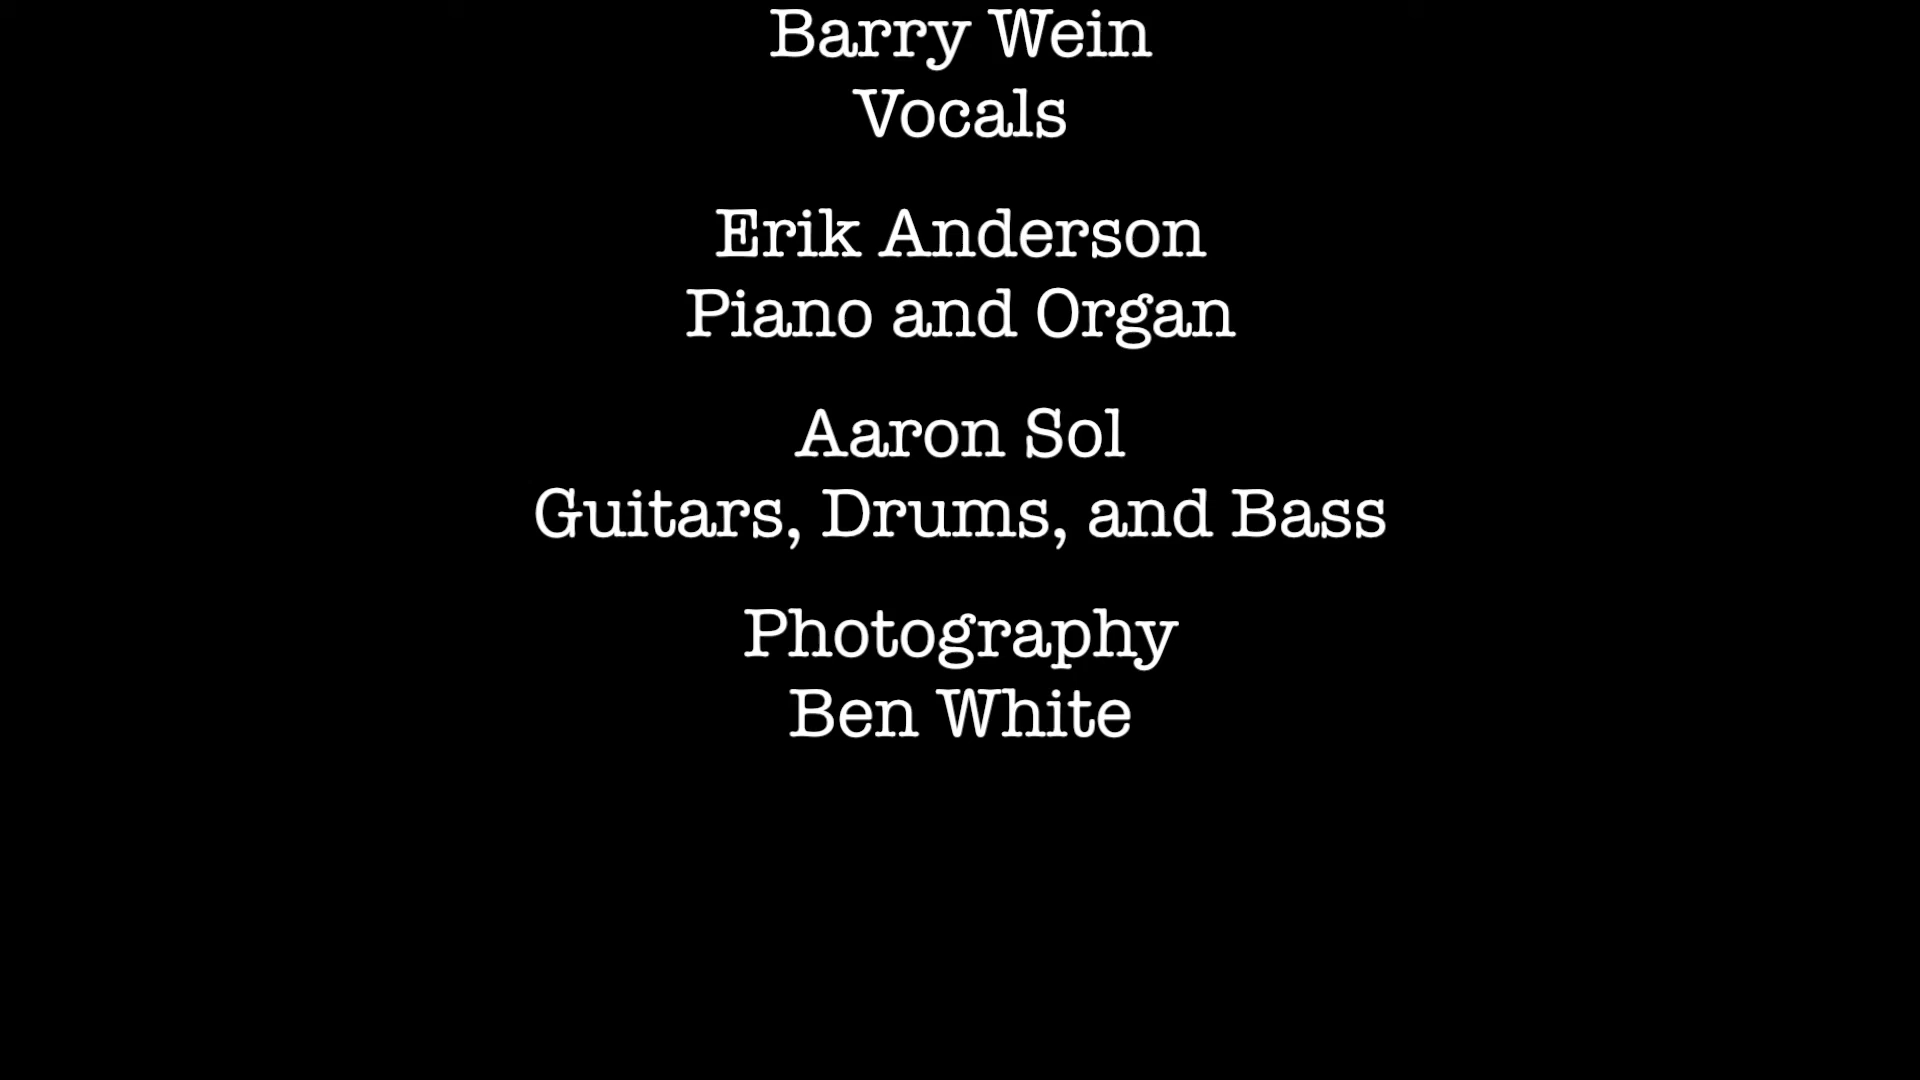 Barry Wein
Vocals
Erik Anderson
Piano and Organ
Aaron Sol
Guitars, Drums, and Bass
Photography
Ben White